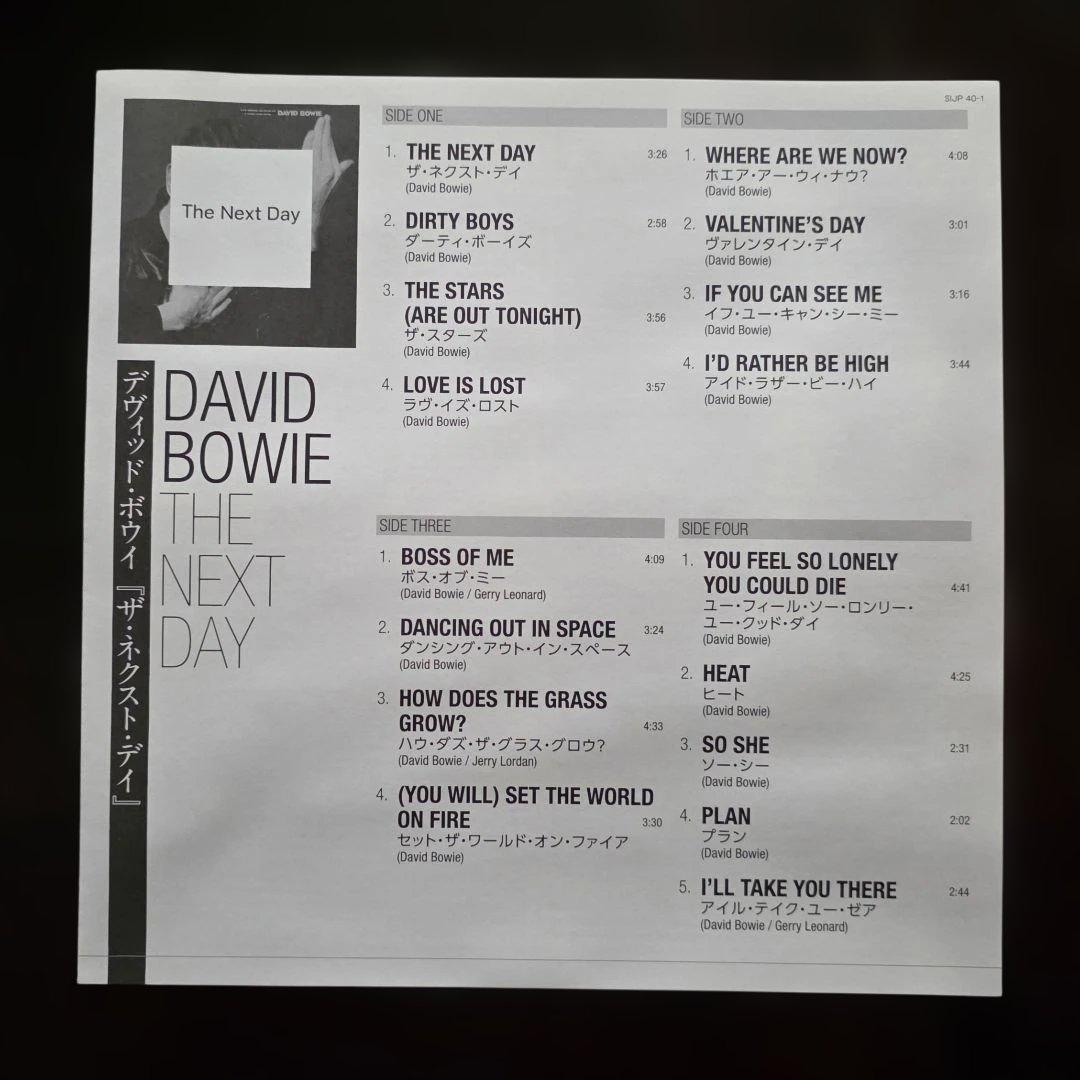 DAVID BOWIE
The Next Day
デヴィッド・ボウイ『ザ・ネクスト・デイ』
DAVID
BOWIE
THE
NEXT
DAY
SIJP 40-1
SIDE ONE
1. THE NEXT DAY 3:26
ザ・ネクスト・デイ
(David Bowie)
2. DIRTY BOYS 2:58
ダーティ・ボーイズ
(David Bowie)
3. THE STARS
(ARE OUT TONIGHT) 3:56
ザ・スターズ
(David Bowie)
4. LOVE IS LOST 3:57
ラヴ・イズ・ロスト
(David Bowie)
SIDE TWO
1. WHERE ARE WE NOW? 4:08
ホエア・アー・ウィ・ナウ?
(David Bowie)
2. VALENTINE'S DAY 3:01
ヴァレンタイン・デイ
(David Bowie)
3. IF YOU CAN SEE ME 3:16
イフ・ユー・キャン・シー・ミー
(David Bowie)
4. I'D RATHER BE HIGH 3:44
アイド・ラザー・ビー・ハイ
(David Bowie)
SIDE THREE
1. BOSS OF ME 4:09
ボス・オブ・ミー
(David Bowie / Gerry Leonard)
2. DANCING OUT IN SPACE 3:24
ダンシング・アウト・イン・スペース
(David Bowie)
3. HOW DOES THE GRASS
GROW? 4:33
ハウ・ダズ・ザ・グラス・グロウ?
(David Bowie / Jerry Lordan)
4. (YOU WILL) SET THE WORLD
ON FIRE 3:30
セット・ザ・ワールド・オン・ファイア
(David Bowie)
SIDE FOUR
1. YOU FEEL SO LONELY
YOU COULD DIE 4:41
ユー・フィール・ソー・ロンリー・
ユー・クッド・ダイ
(David Bowie)
2. HEAT 4:25
ヒート
(David Bowie)
3. SO SHE 2:31
ソー・シー
(David Bowie)
4. PLAN 2:02
プラン
(David Bowie)
5. I'LL TAKE YOU THERE 2:44
アイル・テイク・ユー・ゼア
(David Bowie / Gerry Leonard)